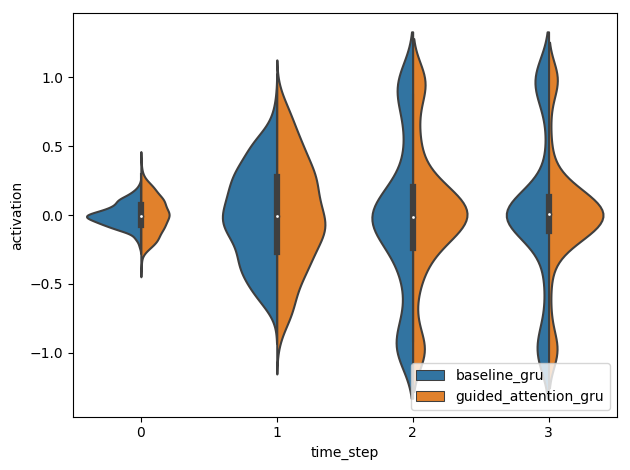 1.0
0.5
0.0
−0.5
−1.0
activation
0
1
2
3
time_step
baseline_gru
guided_attention_gru